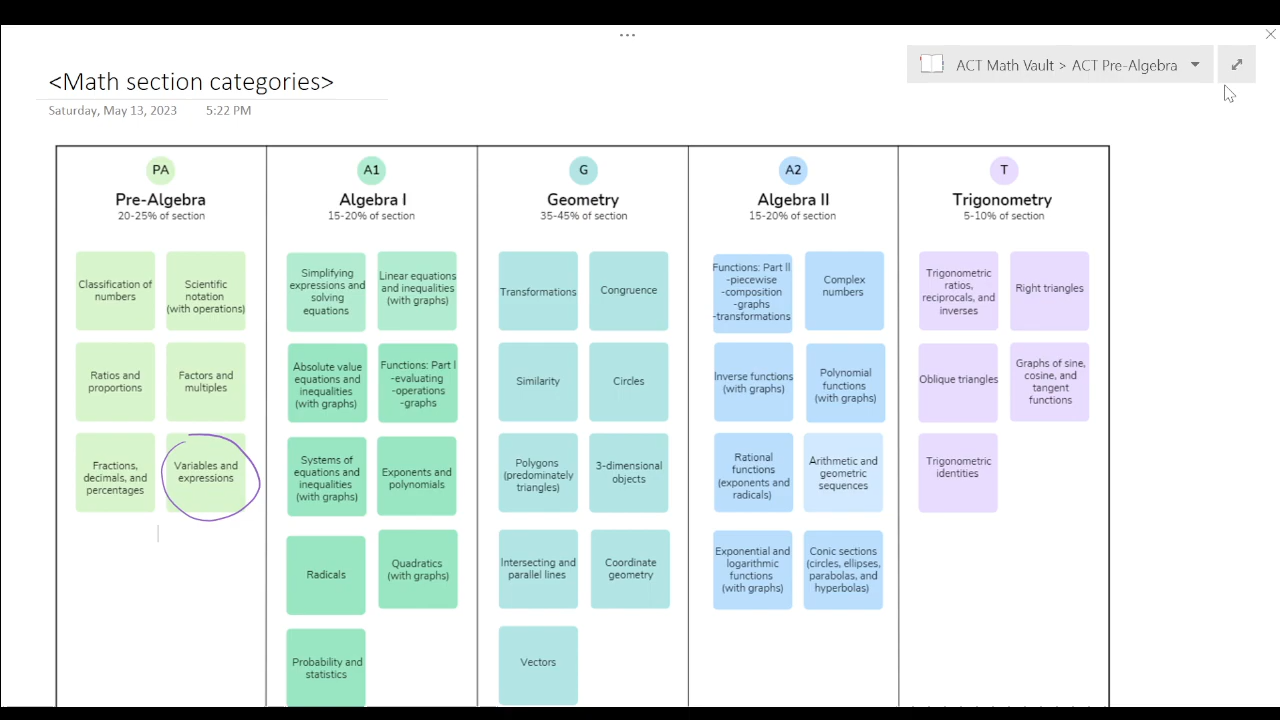 ACT Math Vault > ACT Pre-Algebra
<Math section categories>
Saturday, May 13, 2023 5:22 PM
PA
Pre-Algebra
20-25% of section
Classification of
numbers
Scientific
notation
(with operations)
Ratios and
proportions
Factors and
multiples
Fractions,
decimals, and
percentages
Variables and
expressions
A1
Algebra I
15-20% of section
Simplifying
expressions and
solving
equations
Linear equations
and inequalities
(with graphs)
Absolute value
equations and
inequalities
(with graphs)
Functions: Part I
-evaluating
-operations
-graphs
Systems of
equations and
inequalities
(with graphs)
Exponents and
polynomials
Radicals
Quadratics
(with graphs)
Probability and
statistics
G
Geometry
35-45% of section
Transformations
Congruence
Similarity
Circles
Polygons
(predominately
triangles)
3-dimensional
objects
Intersecting and
parallel lines
Coordinate
geometry
Vectors
A2
Algebra II
15-20% of section
Functions: Part II
-piecewise
-composition
-graphs
-transformations
Complex
numbers
Inverse functions
(with graphs)
Polynomial
functions
(with graphs)
Rational
functions
(exponents and
radicals)
Arithmetic and
geometric
sequences
Exponential and
logarithmic
functions
(with graphs)
Conic sections
(circles, ellipses,
parabolas, and
hyperbolas)
T
Trigonometry
5-10% of section
Trigonometric
ratios,
reciprocals, and
inverses
Right triangles
Oblique triangles
Graphs of sine,
cosine, and
tangent
functions
Trigonometric
identities